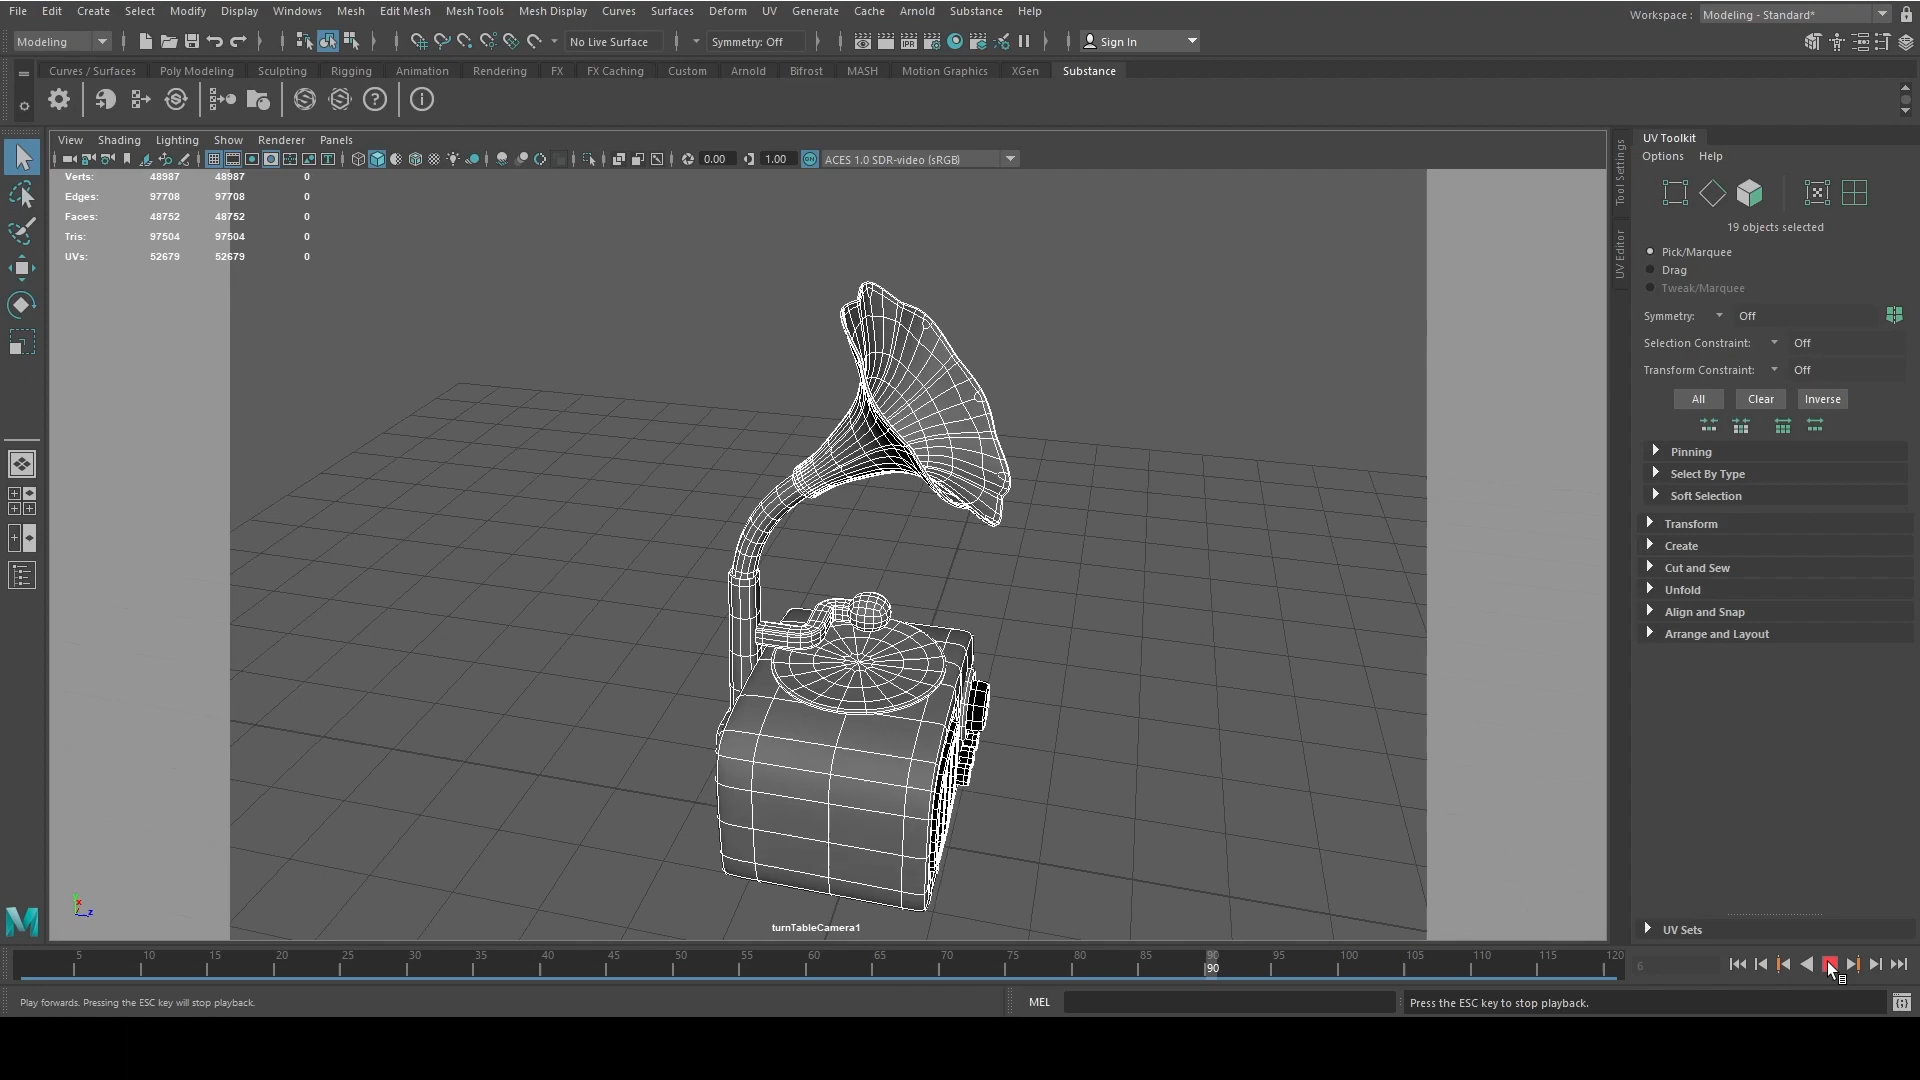 File Edit Create Select Modify Display Windows Mesh Edit Mesh Mesh Tools Mesh Display Curves Surfaces Deform UV Generate Cache Arnold Substance Help
Workspace : Modeling - Standard*
Modeling No Live Surface Symmetry: Off Sign In
Curves / Surfaces Poly Modeling Sculpting Rigging Animation Rendering FX FX Caching Custom Arnold Bifrost MASH Motion Graphics XGen Substance
View Shading Lighting Show Renderer Panels
0.00 1.00 ON ACES 1.0 SDR-video (sRGB)
Verts: 48987 48987 0
Edges: 97708 97708 0
Faces: 48752 48752 0
Tris: 97504 97504 0
UVs: 52679 52679 0
turnTableCamera1
Tool Settings
UV Editor
UV Toolkit
Options Help
19 objects selected
Pick/Marquee
Drag
Tweak/Marquee
Symmetry: Off
Selection Constraint: Off
Transform Constraint: Off
All Clear Inverse
Pinning
Select By Type
Soft Selection
Transform
Create
Cut and Sew
Unfold
Align and Snap
Arrange and Layout
UV Sets
5 10 15 20 25 30 35 40 45 50 55 60 65 70 75 80 85 90 95 100 105 110 115 120
90
6
Play forwards. Pressing the ESC key will stop playback.
MEL
Press the ESC key to stop playback.